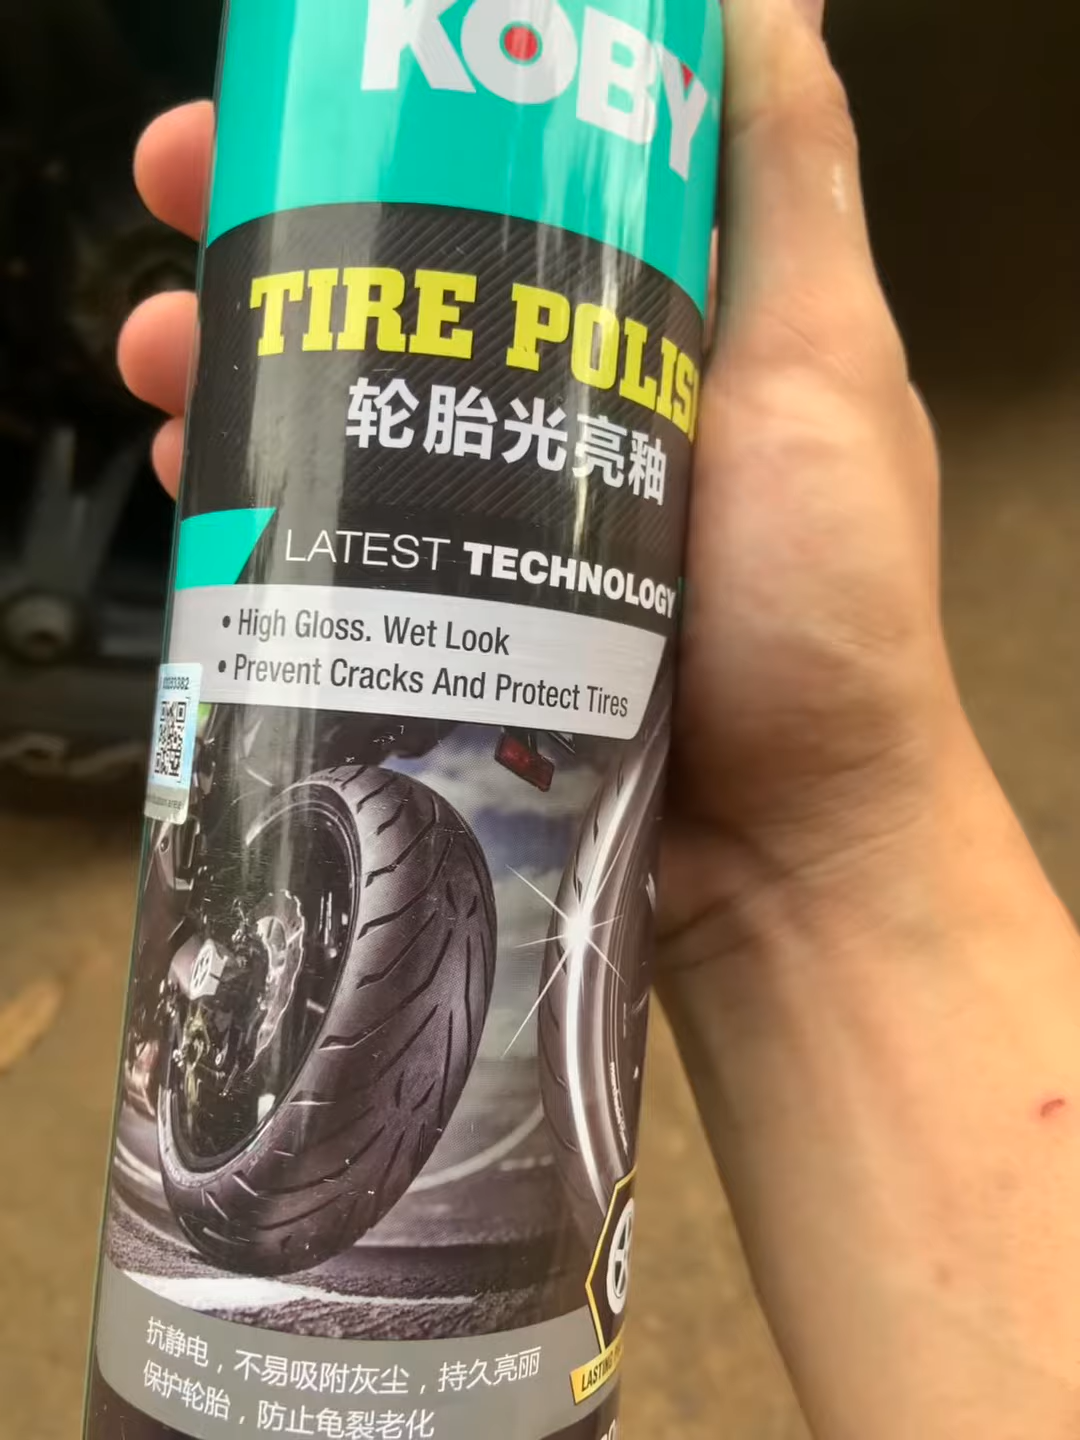 KOBY
TIRE POLISH
轮胎光亮釉
LATEST TECHNOLOGY
• High Gloss. Wet Look
• Prevent Cracks And Protect Tires
抗静电，不易吸附灰尘，持久亮丽
保护轮胎，防止龟裂老化
LASTING